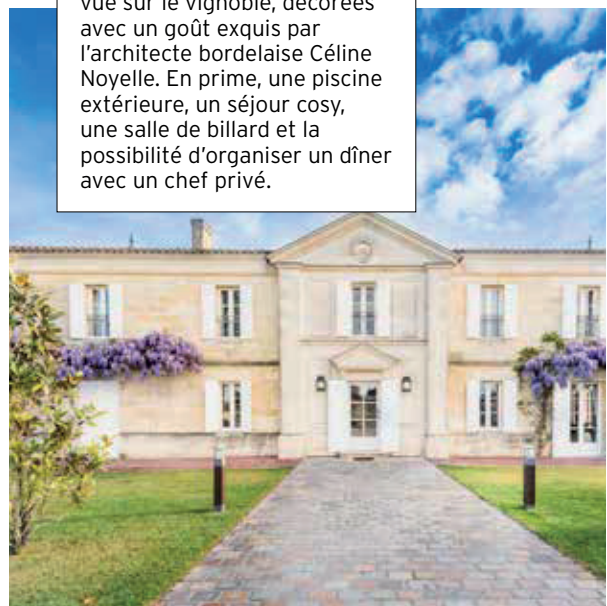 vue sur le vignoble, décorées
avec un goût exquis par
l'architecte bordelaise Céline
Noyelle. En prime, une piscine
extérieure, un séjour cosy,
une salle de billard et la
possibilité d'organiser un dîner
avec un chef privé.